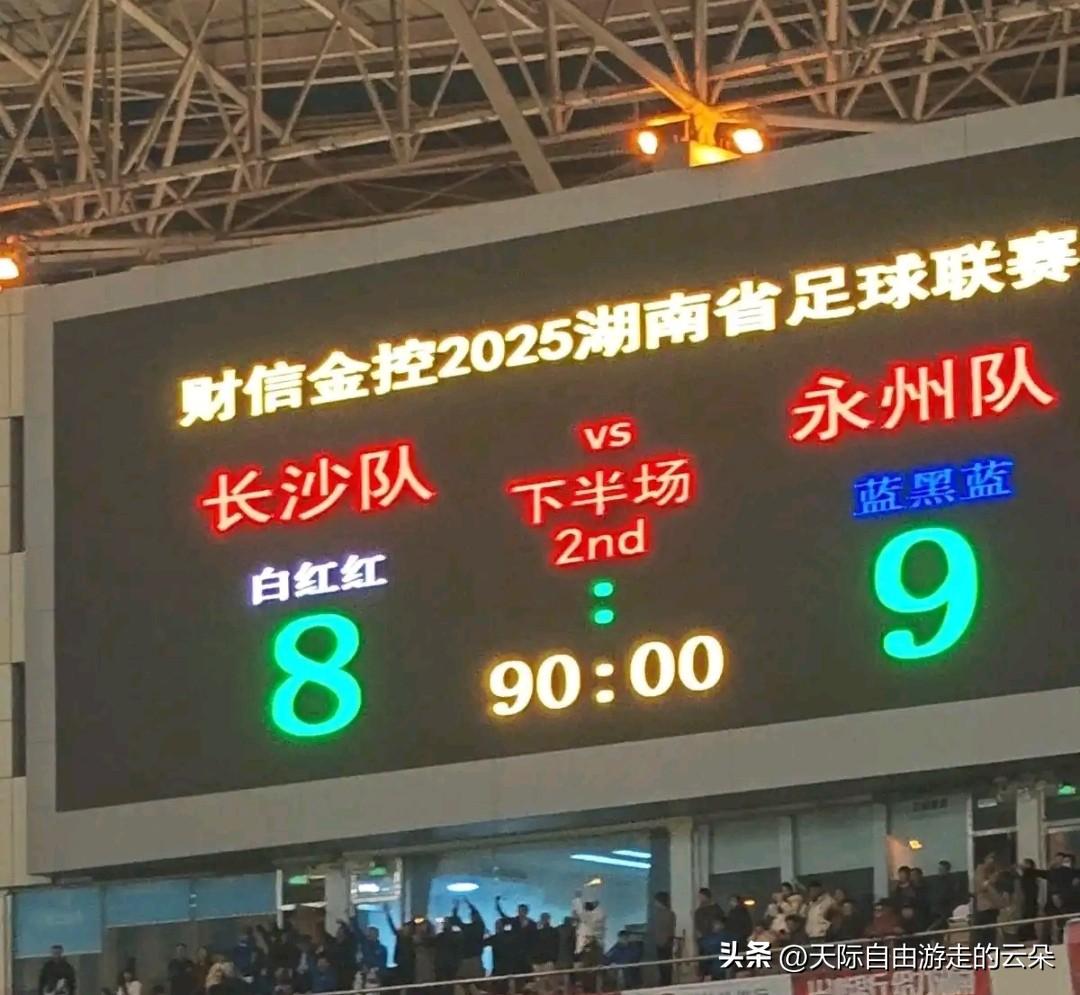 财信金控2025湖南省足球联赛
长沙队 vs 永州队
下半场
2nd
白红红 蓝黑蓝
8 : 9
90:00
头条 @天际自由游走的云朵